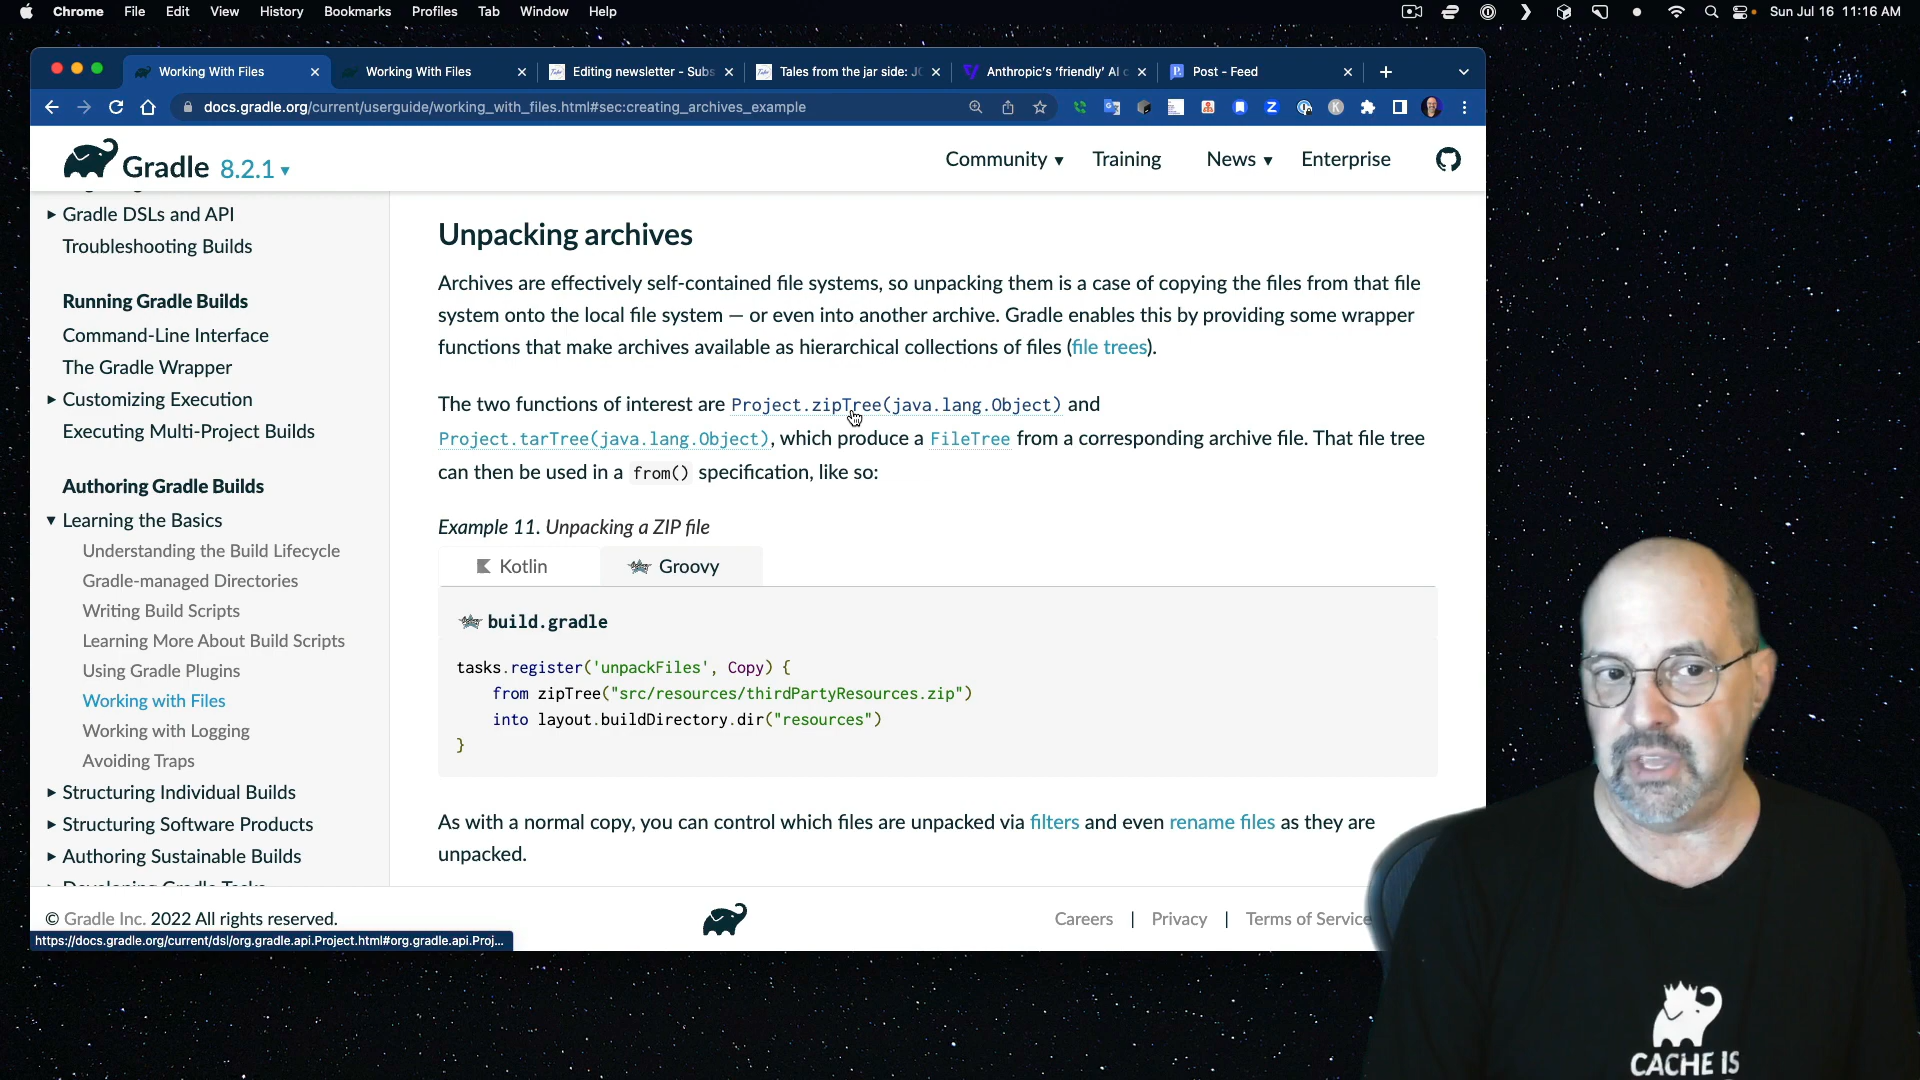 Chrome File Edit View History Bookmarks Profiles Tab Window Help
Sun Jul 16 11:16 AM
Working With Files
Working With Files
Editing newsletter - Subs
Tales from the jar side:
Anthropic's 'friendly' AI
Post - Feed
docs.gradle.org/current/userguide/working_with_files.html#sec:creating_archives_example
Gradle 8.2.1
Community
Training
News
Enterprise
Gradle DSLs and API
Troubleshooting Builds
Running Gradle Builds
Command-Line Interface
The Gradle Wrapper
Customizing Execution
Executing Multi-Project Builds
Authoring Gradle Builds
Learning the Basics
Understanding the Build Lifecycle
Gradle-managed Directories
Writing Build Scripts
Learning More About Build Scripts
Using Gradle Plugins
Working with Files
Working with Logging
Avoiding Traps
Structuring Individual Builds
Structuring Software Products
Authoring Sustainable Builds
Unpacking archives
Archives are effectively self-contained file systems, so unpacking them is a case of copying the files from that file
system onto the local file system — or even into another archive. Gradle enables this by providing some wrapper
functions that make archives available as hierarchical collections of files (file trees).
The two functions of interest are Project.zipTree(java.lang.Object) and
Project.tarTree(java.lang.Object), which produce a FileTree from a corresponding archive file. That file tree
can then be used in a from() specification, like so:
Example 11. Unpacking a ZIP file
Kotlin
Groovy
build.gradle
tasks.register('unpackFiles', Copy) {
from zipTree("src/resources/thirdPartyResources.zip")
into layout.buildDirectory.dir("resources")
}
As with a normal copy, you can control which files are unpacked via filters and even rename files as they are
unpacked.
© Gradle Inc. 2022 All rights reserved.
Careers | Privacy | Terms of Service
https://docs.gradle.org/current/dsl/org.gradle.api.Project.html#org.gradle.api.Proj...
CACHE IS